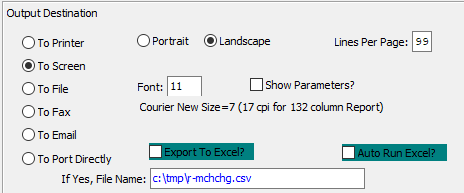 Output Destination
To Printer Portrait Landscape Lines Per Page: 99
To Screen
To File Font: 11 Show Parameters?
To Fax Courier New Size=7 (17 cpi for 132 column Report)
To Email
Export To Excel? Auto Run Excel?
To Port Directly
If Yes, File Name: c:\tmp\r-mchchg.csv